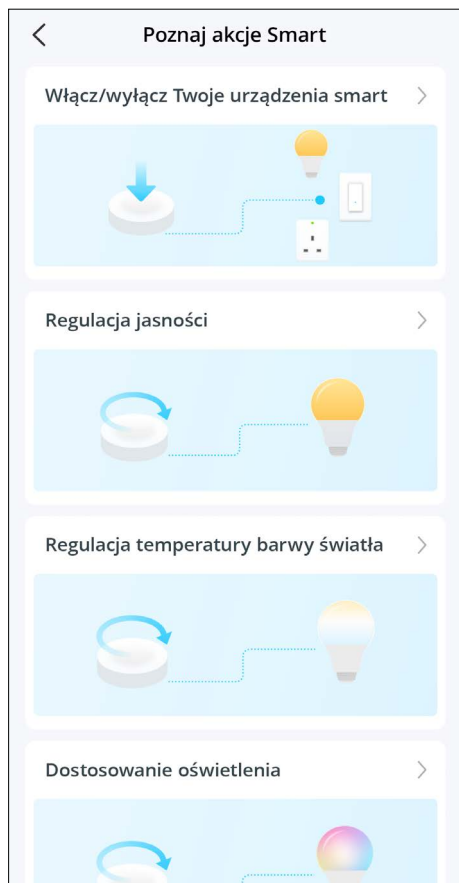 Poznaj akcje Smart
Włącz/wyłącz Twoje urządzenia smart
Regulacja jasności
Regulacja temperatury barwy światła
Dostosowanie oświetlenia